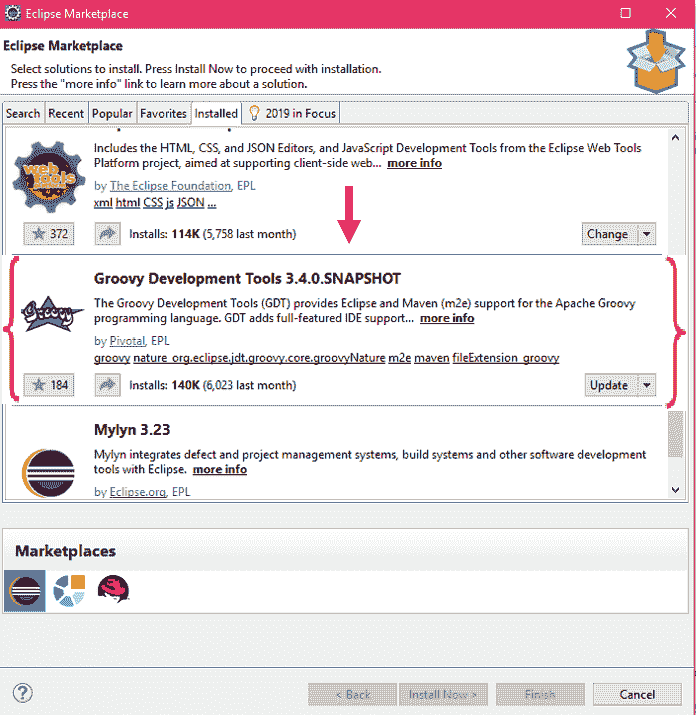 Eclipse Marketplace
Eclipse Marketplace
Select solutions to install. Press Install Now to proceed with installation.
Press the "more info" link to learn more about a solution.
Search Recent Popular Favorites Installed 2019 in Focus
Includes the HTML, CSS, and JSON Editors, and JavaScript Development Tools from the Eclipse Web Tools
Platform project, aimed at supporting client-side web... more info
web
tools
by The Eclipse Foundation, EPL
xml html CSS js JSON ...
372 Installs: 114K (5,758 last month) Change
Groovy Development Tools 3.4.0.SNAPSHOT
Groovy
The Groovy Development Tools (GDT) provides Eclipse and Maven (m2e) support for the Apache Groovy
programming language. GDT adds full-featured IDE support... more info
by Pivotal, EPL
groovy nature_org.eclipse.jdt.groovy.core.groovyNature m2e maven fileExtension_groovy
184 Installs: 140K (6,023 last month) Update
Mylyn 3.23
Mylyn integrates defect and project management systems, build systems and other software development
tools with Eclipse. more info
by Eclipse.org, EPL
Marketplaces
? < Back Install Now > Finish Cancel